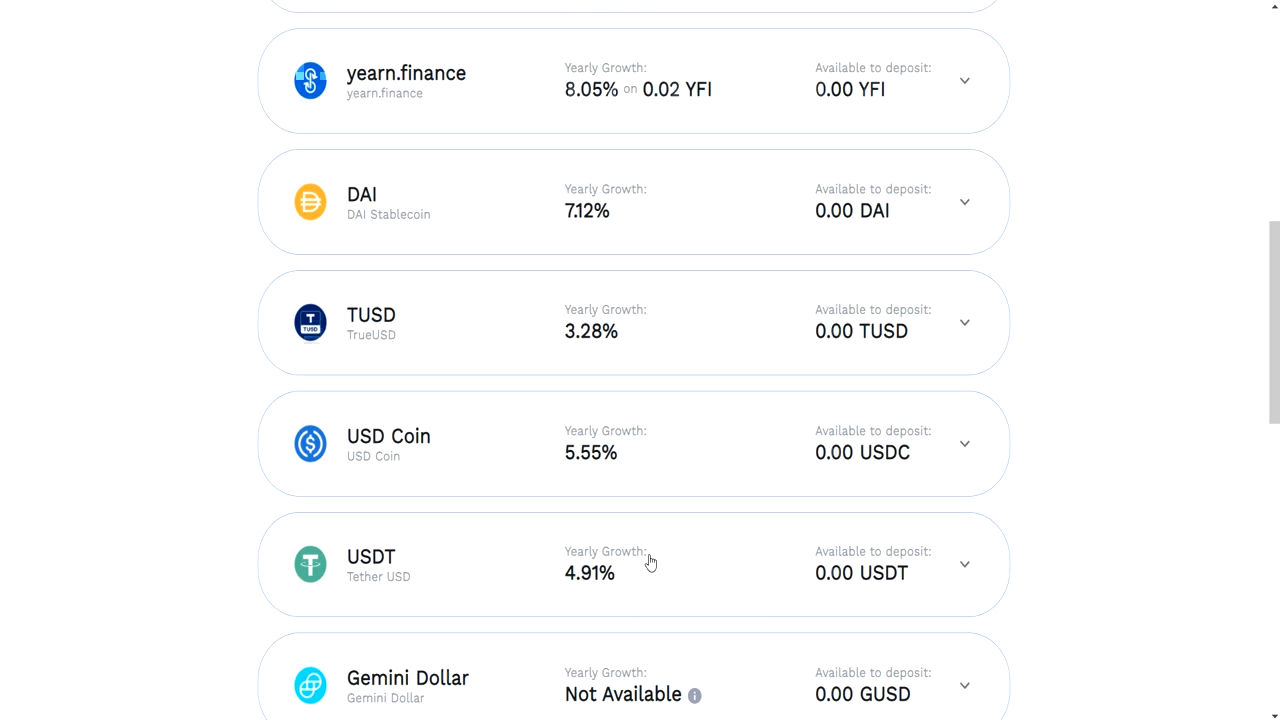 yearn.finance
yearn.finance
Yearly Growth:
8.05% on 0.02 YFI
Available to deposit:
0.00 YFI
DAI
DAI Stablecoin
Yearly Growth:
7.12%
Available to deposit:
0.00 DAI
T
TUSD
TUSD
TrueUSD
Yearly Growth:
3.28%
Available to deposit:
0.00 TUSD
USD Coin
USD Coin
Yearly Growth:
5.55%
Available to deposit:
0.00 USDC
USDT
Tether USD
Yearly Growth:
4.91%
Available to deposit:
0.00 USDT
Gemini Dollar
Gemini Dollar
Yearly Growth:
Not Available
Available to deposit:
0.00 GUSD